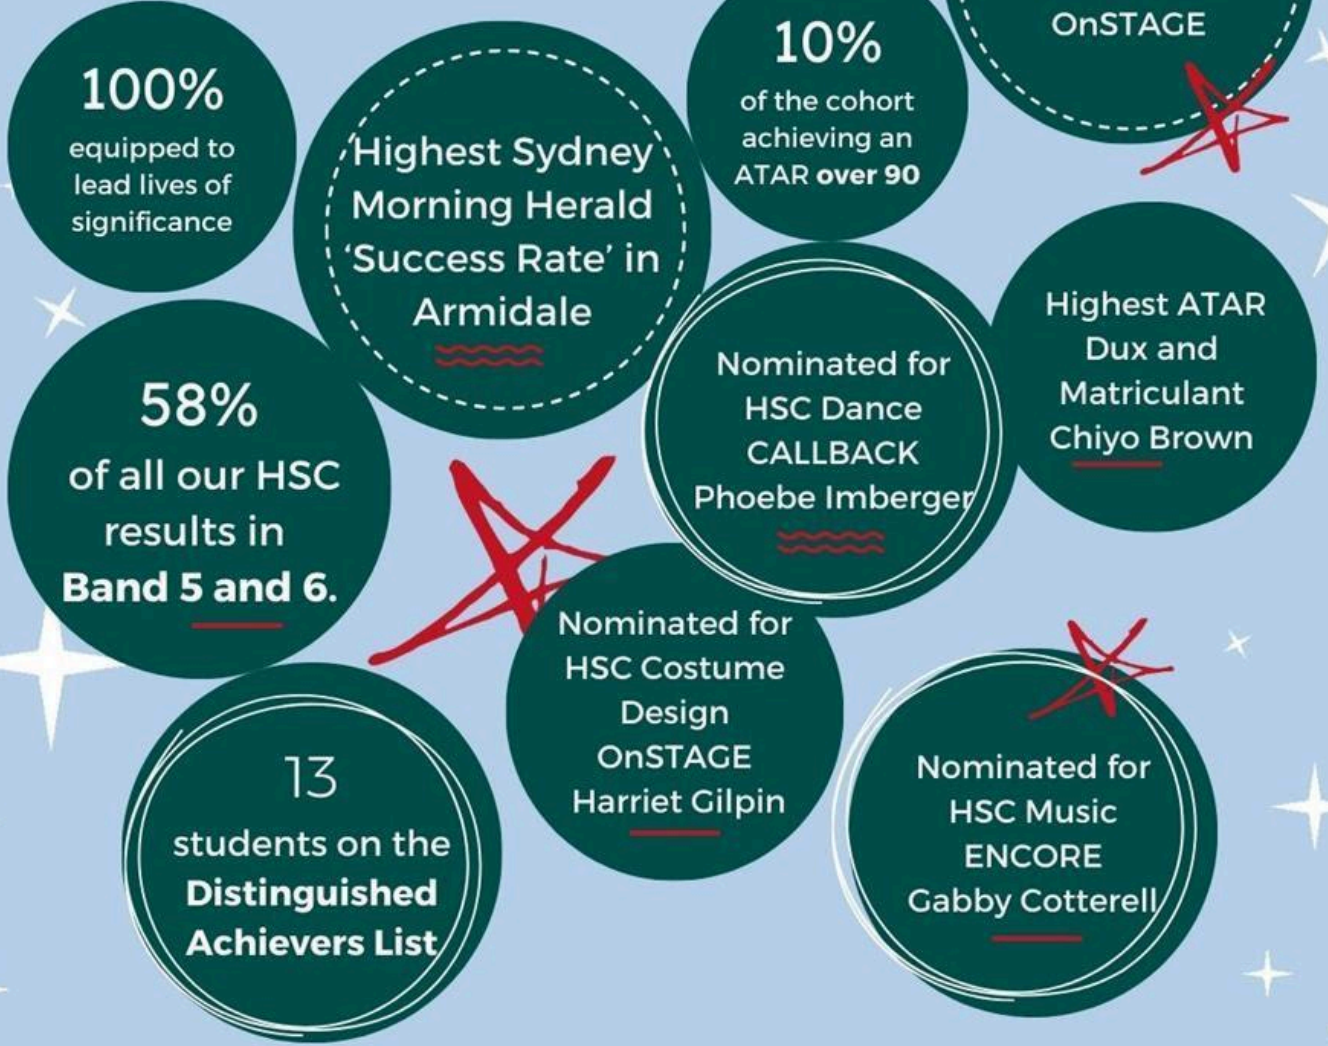 OnSTAGE
100%
equipped to
lead lives of
significance
Highest Sydney
Morning Herald
‘Success Rate’ in
Armidale
10%
of the cohort
achieving an
ATAR over 90
58%
of all our HSC
results in
Band 5 and 6.
Nominated for
HSC Dance
CALLBACK
Phoebe Imberger
Highest ATAR
Dux and
Matriculant
Chiyo Brown
13
students on the
Distinguished
Achievers List
Nominated for
HSC Costume
Design
OnSTAGE
Harriet Gilpin
Nominated for
HSC Music
ENCORE
Gabby Cotterell